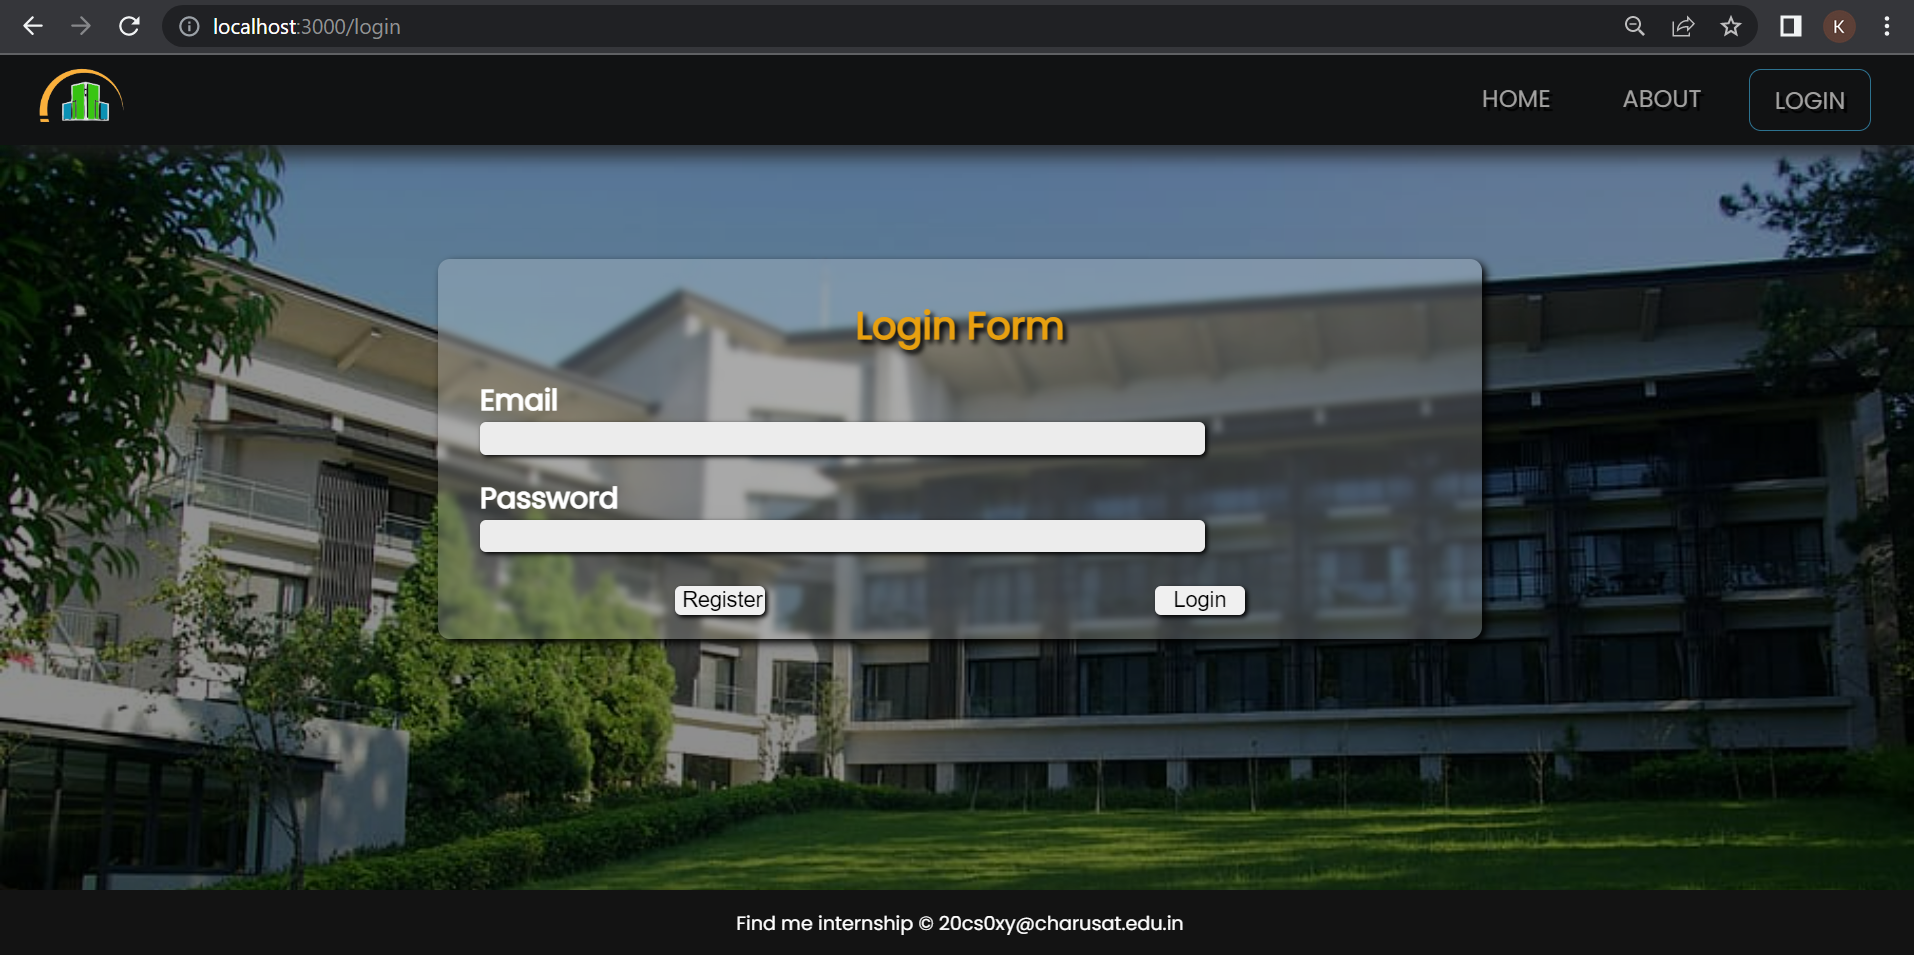 localhost:3000/login
K
HOME ABOUT LOGIN
Login Form
Email
Password
Register Login
Find me internship © 20cs0xy@charusat.edu.in